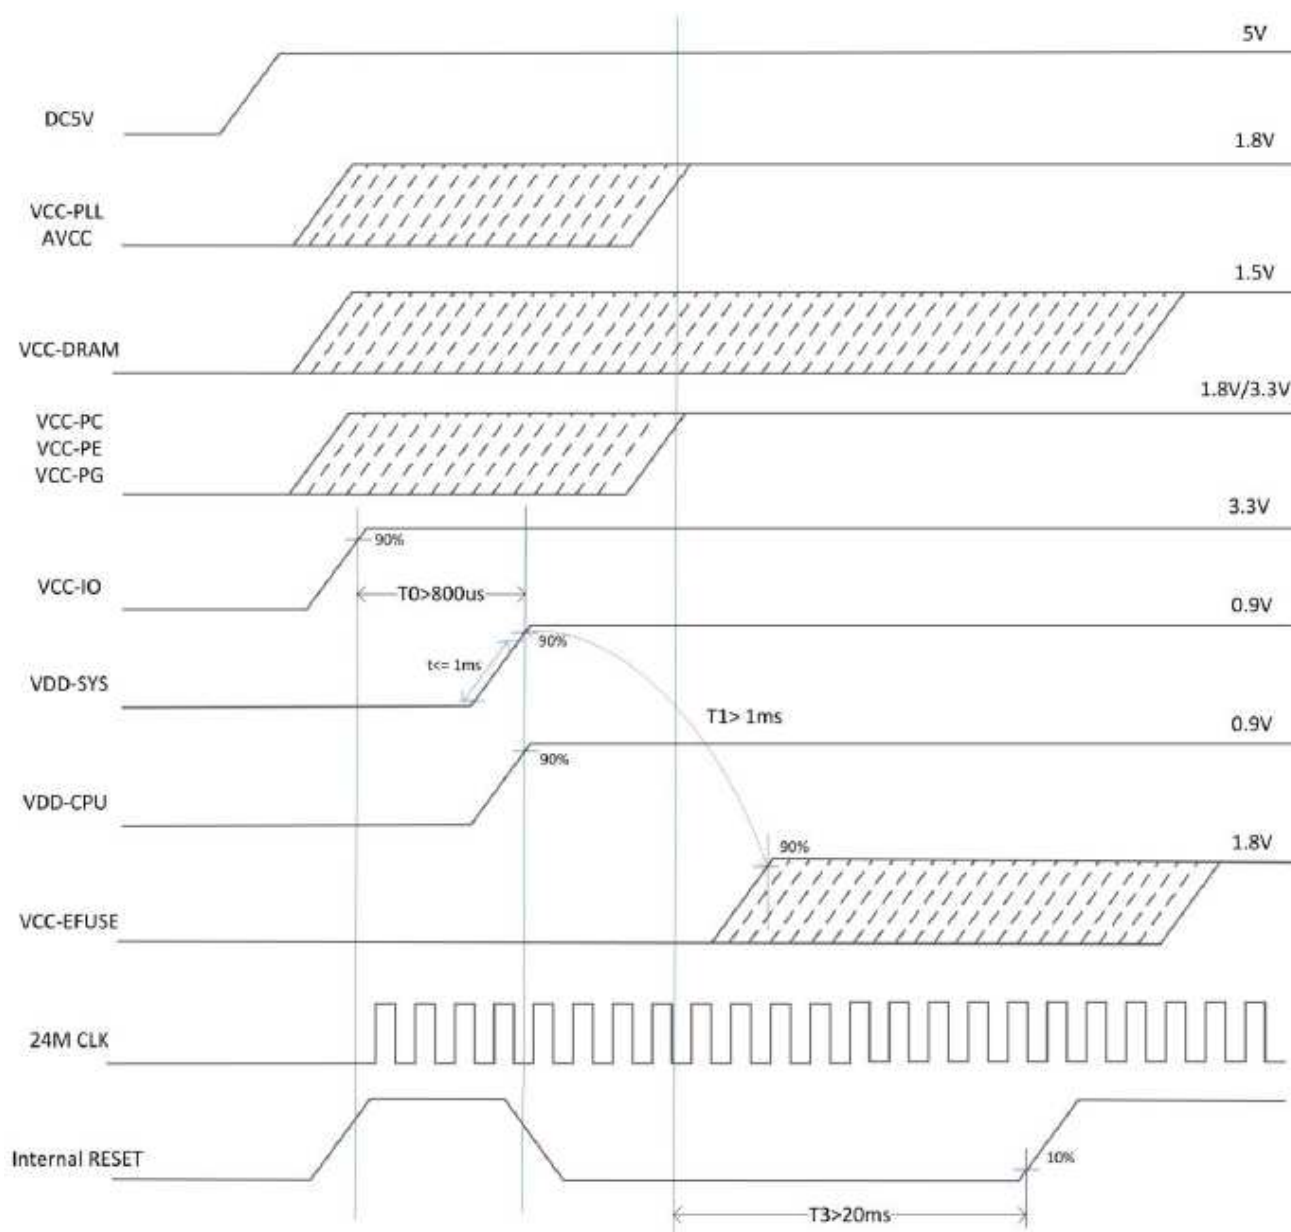 5V
DC5V
1.8V
VCC-PLL
AVCC
1.5V
VCC-DRAM
1.8V/3.3V
VCC-PC
VCC-PE
VCC-PG
3.3V
90%
VCC-IO
T0>800us
0.9V
90%
t<= 1ms
VDD-SYS
T1> 1ms
0.9V
90%
VDD-CPU
1.8V
90%
VCC-EFUSE
24M CLK
Internal RESET
10%
T3>20ms